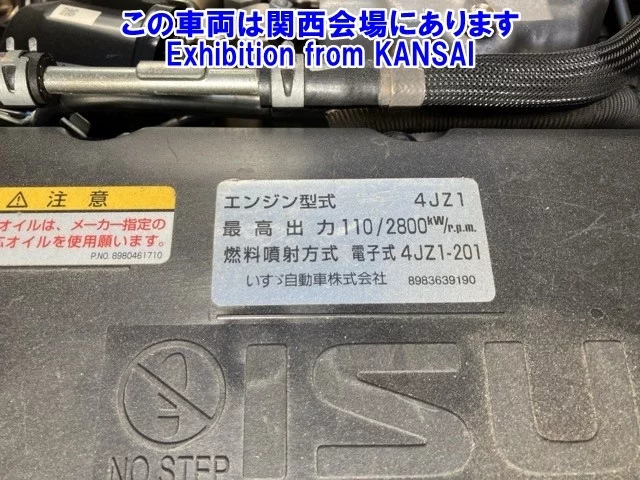 この車両は関西会場にあります
Exhibition from KANSAI
注意
オイルは、メーカー指定の
オイルを使用願います。
P.NO. 8980461710
エンジン型式 4JZ1
最高出力 110/2800kW/r.p.m.
燃料噴射方式 電子式 4JZ1-201
いすゞ自動車株式会社 8983639190
ISU
NO STEP